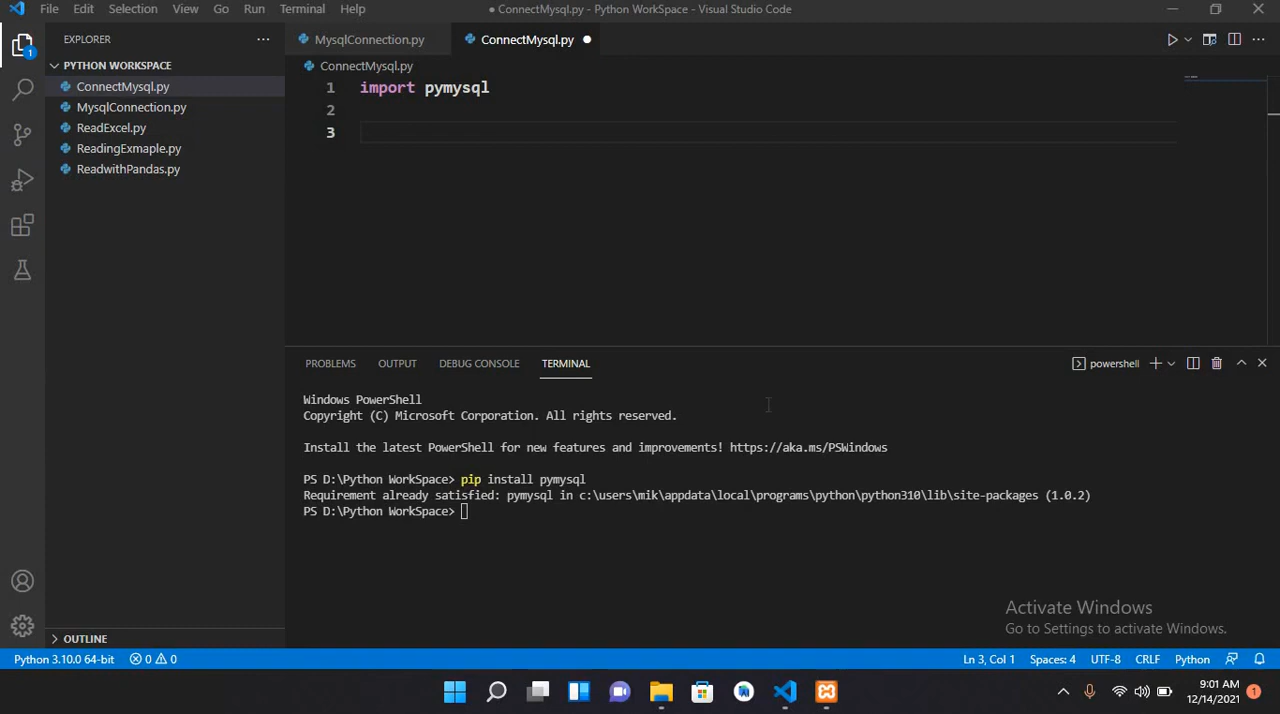 File Edit Selection View Go Run Terminal Help
● ConnectMysql.py - Python WorkSpace - Visual Studio Code
EXPLORER
MysqlConnection.py
ConnectMysql.py
PYTHON WORKSPACE
ConnectMysql.py
MysqlConnection.py
ReadExcel.py
ReadingExmaple.py
ReadwithPandas.py
1
ConnectMysql.py
1 import pymysql
2
3
PROBLEMS OUTPUT DEBUG CONSOLE TERMINAL
powershell
Windows PowerShell
Copyright (C) Microsoft Corporation. All rights reserved.
Install the latest PowerShell for new features and improvements! https://aka.ms/PSWindows
PS D:\Python WorkSpace> pip install pymysql
Requirement already satisfied: pymysql in c:\users\mik\appdata\local\programs\python\python310\lib\site-packages (1.0.2)
PS D:\Python WorkSpace>
Activate Windows
Go to Settings to activate Windows.
OUTLINE
Python 3.10.0 64-bit 0 0
Ln 3, Col 1 Spaces: 4 UTF-8 CRLF Python
9:01 AM
12/14/2021
1